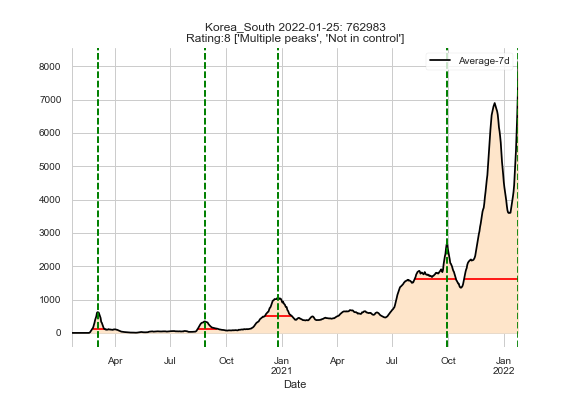 Korea_South 2022-01-25: 762983
Rating:8 ['Multiple peaks', 'Not in control']
Average-7d
8000
7000
6000
5000
4000
3000
2000
1000
0
Apr Jul Oct Jan Apr Jul Oct Jan
2021 2022
Date